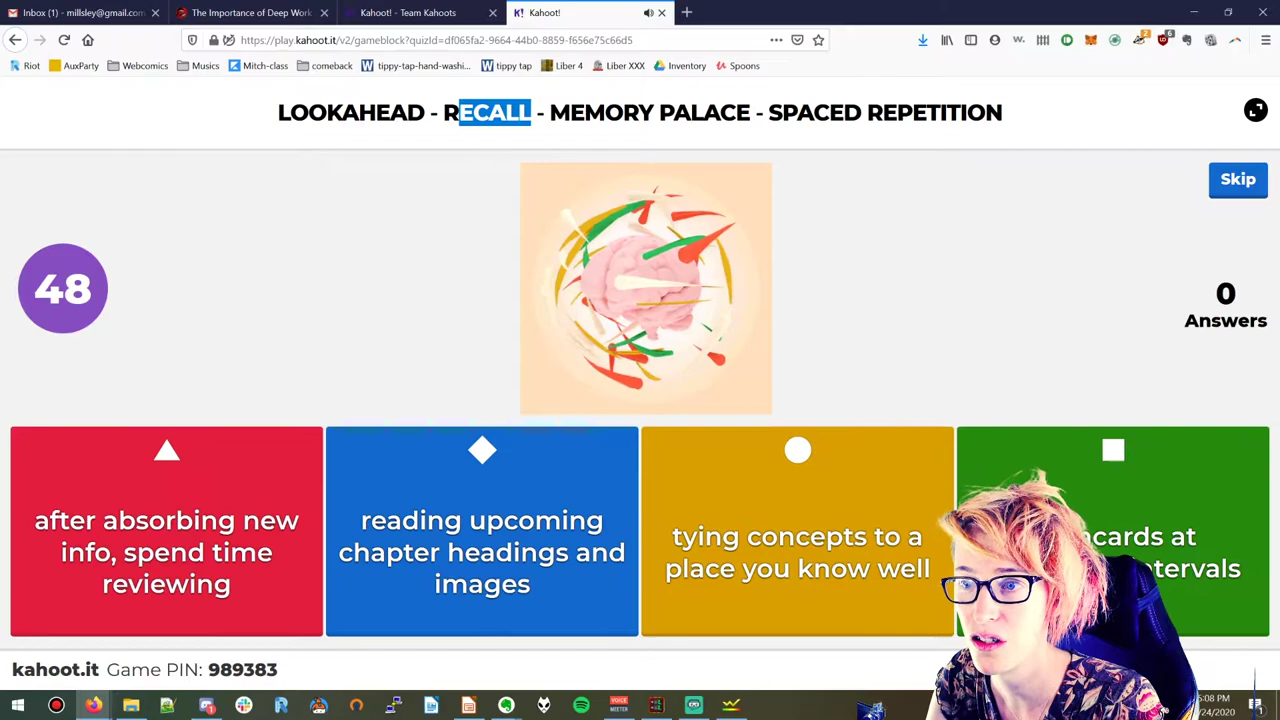 Inbox (1) - millsley@gmail.com
The Importance of Deep Work
Kahoot! - Team Kahoots
K! Kahoot!
https://play.kahoot.it/v2/gameblock?quizId=df065fa2-9664-44b0-8859-f656e75c66d5
Riot AuxParty Webcomics Musics Mitch-class comeback tippy-tap-hand-washi... tippy tap Liber 4 Liber XXX Inventory Spoons
LOOKAHEAD - RECALL - MEMORY PALACE - SPACED REPETITION
Skip
48
0
Answers
after absorbing new
info, spend time
reviewing
reading upcoming
chapter headings and
images
tying concepts to a
place you know well
at
kahoot.it Game PIN: 989383
VOICE
MEETER